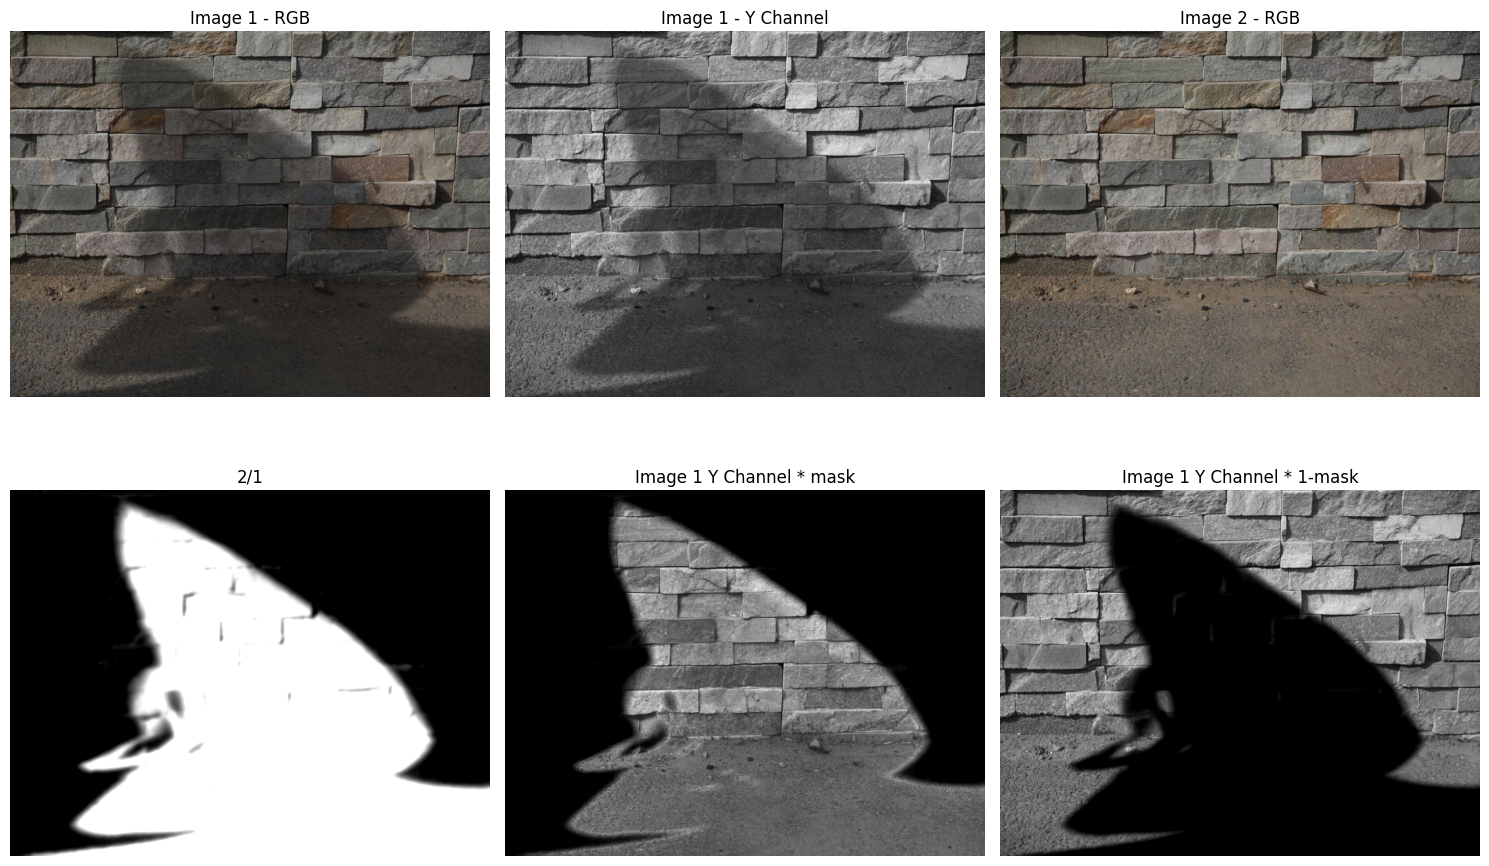 Image 1 - RGB
Image 1 - Y Channel
Image 2 - RGB
2/1
Image 1 Y Channel * mask
Image 1 Y Channel * 1-mask